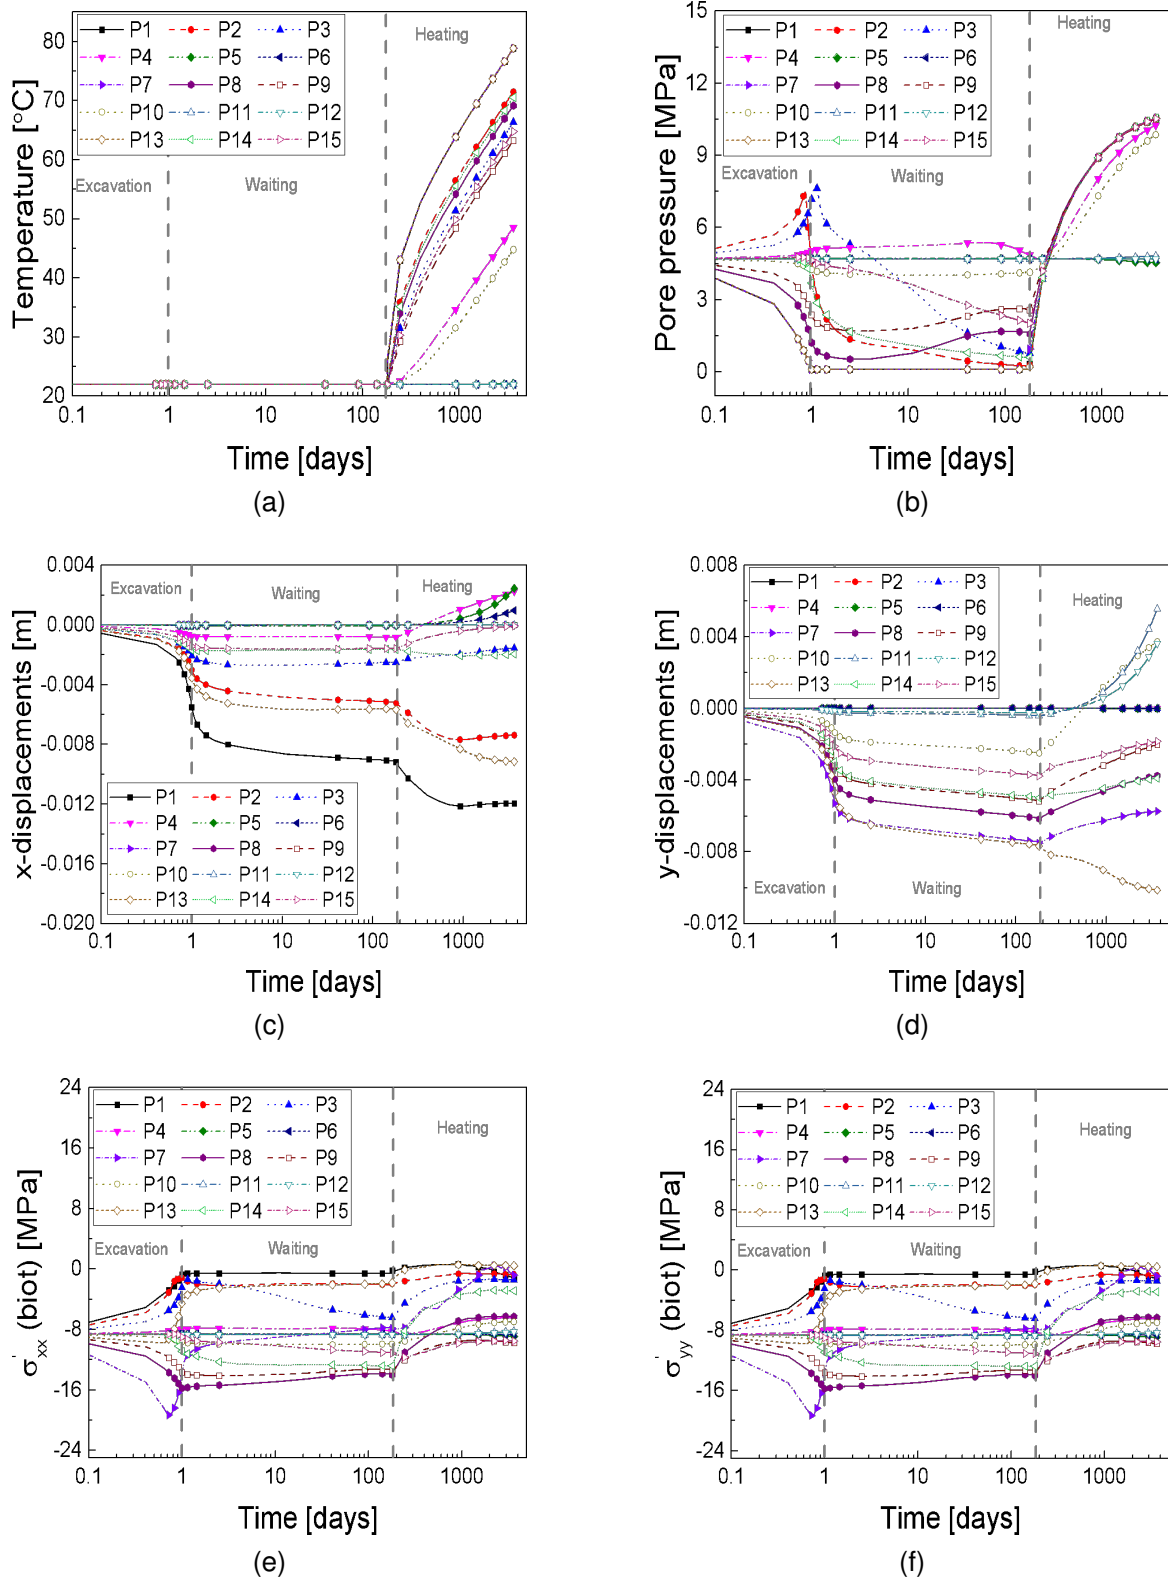 80
70
60
50
40
30
20
Temperature [°C]
P1 P2 P3
P4 P5 P6
P7 P8 P9
P10 P11 P12
P13 P14 P15
Heating
Excavation
Waiting
0.1 1 10 100 1000
Time [days]
(a)
15
12
9
6
3
0
Pore pressure [MPa]
P1 P2 P3
P4 P5 P6
P7 P8 P9
P10 P11 P12
P13 P14 P15
Heating
Excavation
Waiting
0.1 1 10 100 1000
Time [days]
(b)
0.004
0.000
-0.004
-0.008
-0.012
-0.016
-0.020
x-displacements [m]
Excavation
Waiting
Heating
P1 P2 P3
P4 P5 P6
P7 P8 P9
P10 P11 P12
P13 P14 P15
0.1 1 10 100 1000
Time [days]
(c)
0.008
0.004
0.000
-0.004
-0.008
-0.012
y-displacements [m]
P1 P2 P3
P4 P5 P6
P7 P8 P9
P10 P11 P12
P13 P14 P15
Heating
Excavation
Waiting
0.1 1 10 100 1000
Time [days]
(d)
24
16
8
0
-8
-16
-24
σ'xx (biot) [MPa]
P1 P2 P3
P4 P5 P6
P7 P8 P9
P10 P11 P12
P13 P14 P15
Heating
Excavation
Waiting
0.1 1 10 100 1000
Time [days]
(e)
24
16
8
0
-8
-16
-24
σ'yy (biot) [MPa]
P1 P2 P3
P4 P5 P6
P7 P8 P9
P10 P11 P12
P13 P14 P15
Heating
Excavation
Waiting
0.1 1 10 100 1000
Time [days]
(f)